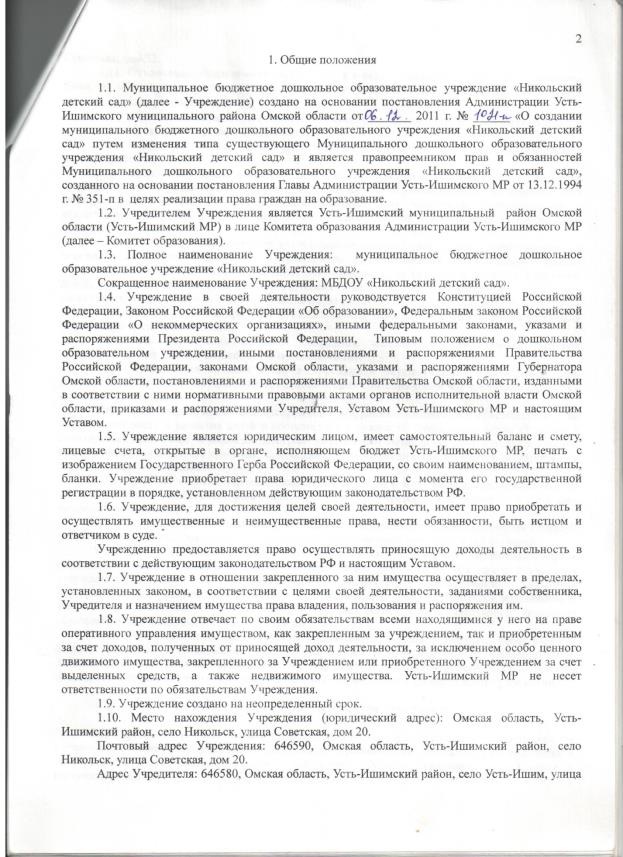 2
1. Общие положения
1.1. Муниципальное бюджетное дошкольное образовательное учреждение «Никольский
детский сад» (далее - Учреждение) создано на основании постановления Администрации Усть-
Ишимского муниципального района Омской области от 06.12. 2011 г. № «О создании
муниципального бюджетного дошкольного образовательного учреждения «Никольский детский
сад» путем изменения типа существующего Муниципального дошкольного образовательного
учреждения «Никольский детский сад» и является правопреемником прав и обязанностей
Муниципального дошкольного образовательного учреждения «Никольский детский сад»,
созданного на основании постановления Главы Администрации Усть-Ишимского МР от 13.12.1994
г. № 351-п в целях реализации права граждан на образование.
1.2. Учредителем Учреждения является Усть-Ишимский муниципальный район Омской
области (Усть-Ишимский МР) в лице Комитета образования Администрации Усть-Ишимского МР
(далее – Комитет образования).
1.3. Полное наименование Учреждения: муниципальное бюджетное дошкольное
образовательное учреждение «Никольский детский сад».
Сокращенное наименование Учреждения: МБДОУ «Никольский детский сад».
1.4. Учреждение в своей деятельности руководствуется Конституцией Российской
Федерации, Законом Российской Федерации «Об образовании», Федеральным законом Российской
Федерации «О некоммерческих организациях», иными федеральными законами, указами и
распоряжениями Президента Российской Федерации, Типовым положением о дошкольном
образовательном учреждении, иными постановлениями и распоряжениями Правительства
Российской Федерации, законами Омской области, указами и распоряжениями Губернатора
Омской области, постановлениями и распоряжениями Правительства Омской области, изданными
в соответствии с ними нормативными правовыми актами органов исполнительной власти Омской
области, приказами и распоряжениями Учредителя, Уставом Усть-Ишимского МР и настоящим
Уставом.
1.5. Учреждение является юридическим лицом, имеет самостоятельный баланс и смету,
лицевые счета, открытые в органе, исполняющем бюджет Усть-Ишимского МР, печать с
изображением Государственного Герба Российской Федерации, со своим наименованием, штампы,
бланки. Учреждение приобретает права юридического лица с момента его государственной
регистрации в порядке, установленном действующим законодательством РФ.
1.6. Учреждение, для достижения целей своей деятельности, имеет право приобретать и
осуществлять имущественные и неимущественные права, нести обязанности, быть истцом и
ответчиком в суде.
Учреждению предоставляется право осуществлять приносящую доходы деятельность в
соответствии с действующим законодательством РФ и настоящим Уставом.
1.7. Учреждение в отношении закрепленного за ним имущества осуществляет в пределах,
установленных законом, в соответствии с целями своей деятельности, заданиями собственника,
Учредителя и назначением имущества права владения, пользования и распоряжения им.
1.8. Учреждение отвечает по своим обязательствам всеми находящимися у него на праве
оперативного управления имуществом, как закрепленным за учреждением, так и приобретенным
за счет доходов, полученных от приносящей доход деятельности, за исключением особо ценного
движимого имущества, закрепленного за Учреждением или приобретенного Учреждением за счет
выделенных средств, а также недвижимого имущества. Усть-Ишимский МР не несет
ответственности по обязательствам Учреждения.
1.9. Учреждение создано на неопределенный срок.
1.10. Место нахождения Учреждения (юридический адрес): Омская область, Усть-
Ишимский район, село Никольск, улица Советская, дом 20.
Почтовый адрес Учреждения: 646590, Омская область, Усть-Ишимский район, село
Никольск, улица Советская, дом 20.
Адрес Учредителя: 646580, Омская область, Усть-Ишимский район, село Усть-Ишим, улица